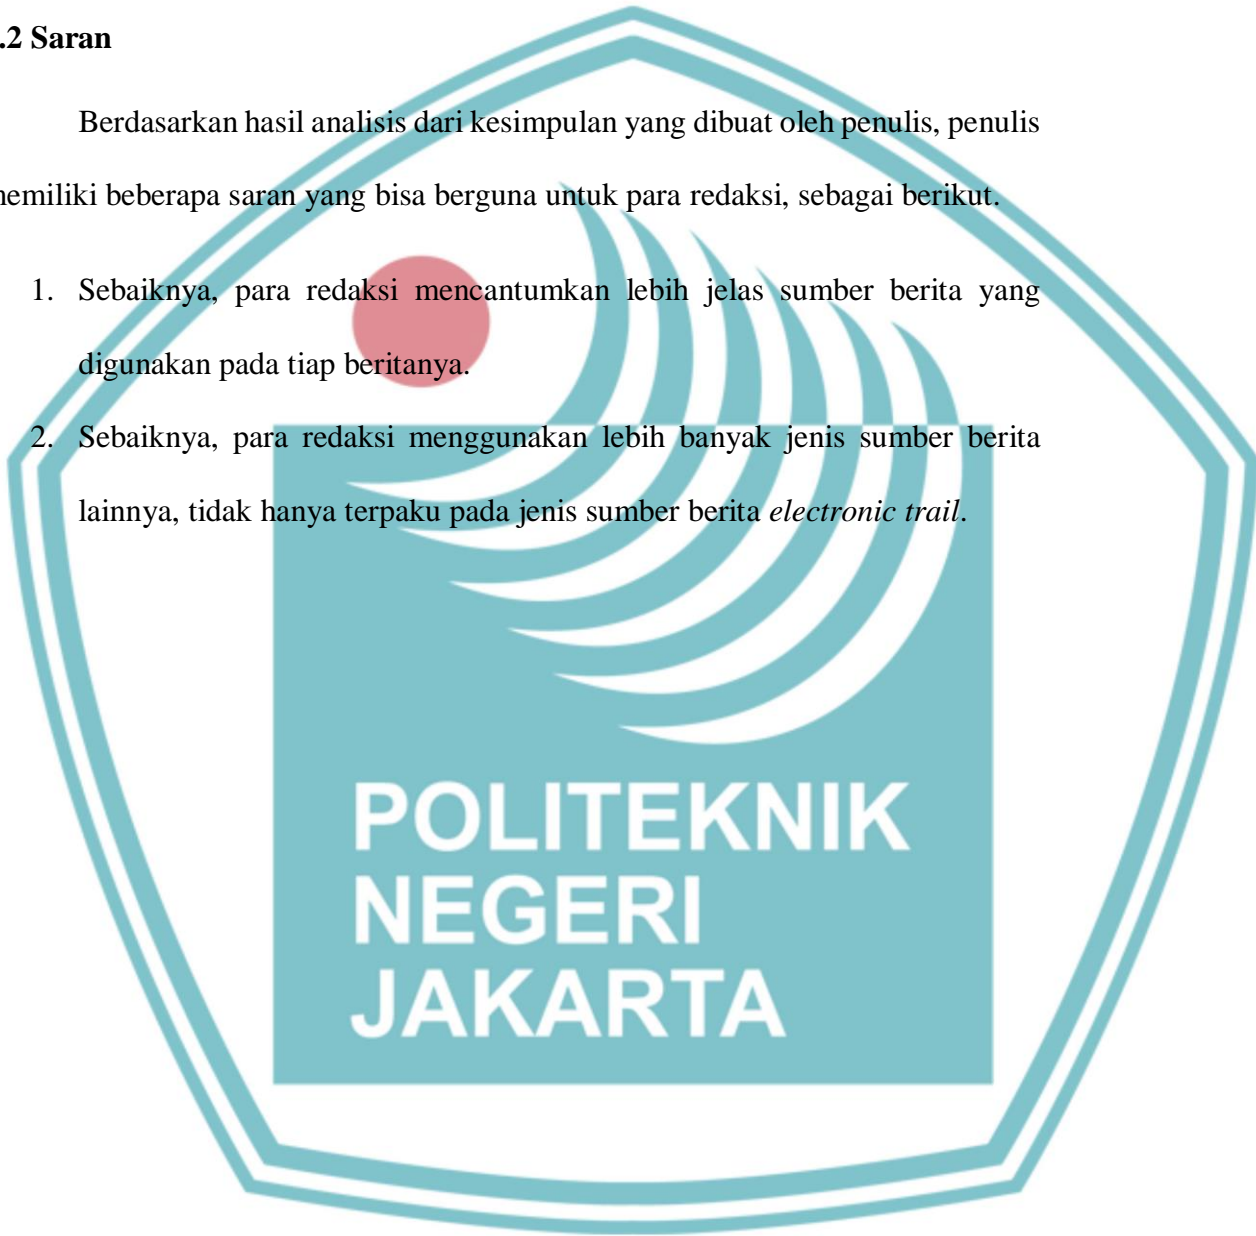 .2 Saran
Berdasarkan hasil analisis dari kesimpulan yang dibuat oleh penulis, penulis
emiliki beberapa saran yang bisa berguna untuk para redaksi, sebagai berikut.
1. Sebaiknya, para redaksi mencantumkan lebih jelas sumber berita yang
digunakan pada tiap beritanya.
2. Sebaiknya, para redaksi menggunakan lebih banyak jenis sumber berita
lainnya, tidak hanya terpaku pada jenis sumber berita electronic trail.
POLITEKNIK
NEGERI
JAKARTA